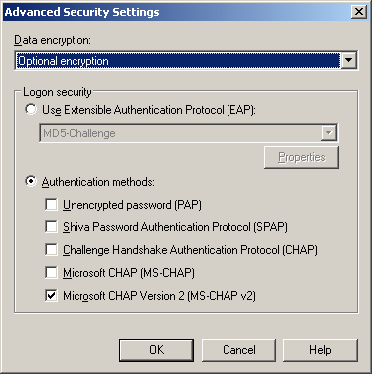 Advanced Security Settings
Data encrypton:
Optional encryption
Logon security
Use Extensible Authentication Protocol (EAP):
MD5-Challenge
Properties
Authentication methods:
Unencrypted password (PAP)
Shiva Password Authentication Protocol (SPAP)
Challenge Handshake Authentication Protocol (CHAP)
Microsoft CHAP (MS-CHAP)
Microsoft CHAP Version 2 (MS-CHAP v2)
OK
Cancel
Help